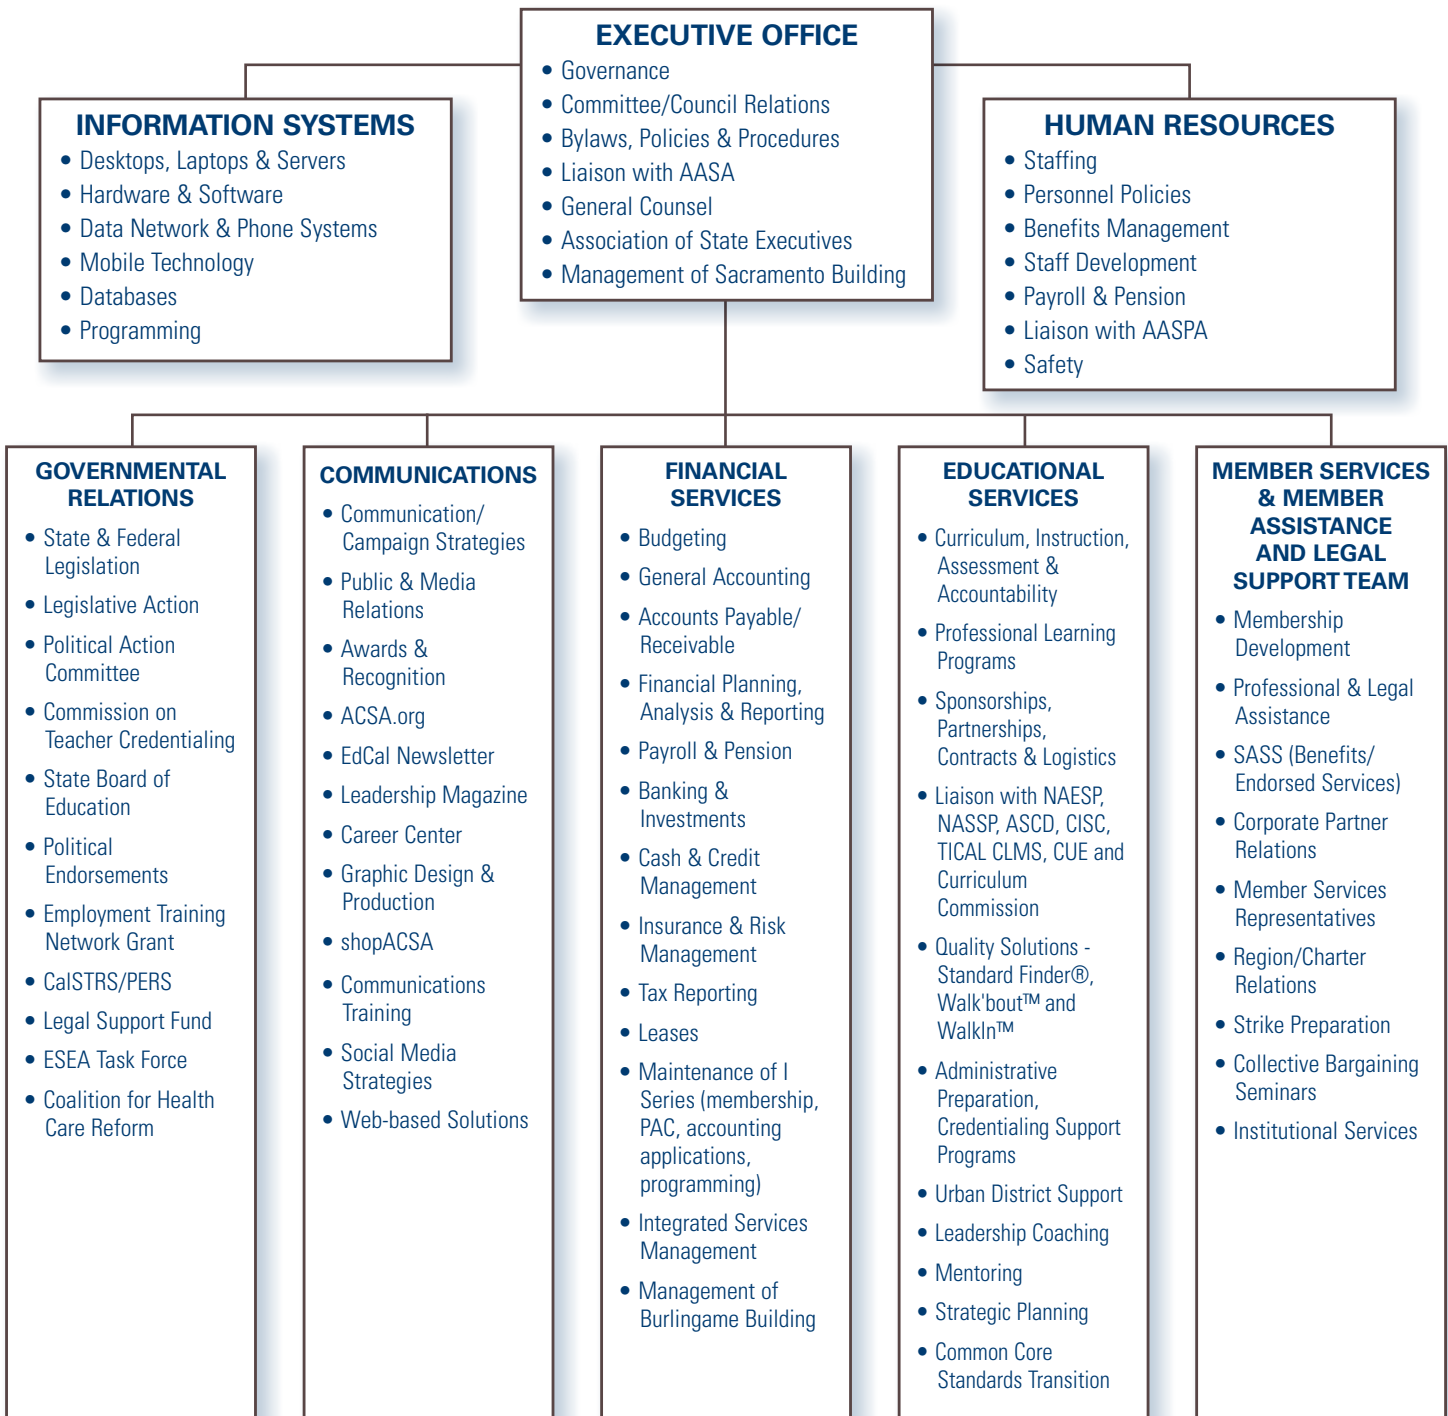 EXECUTIVE OFFICE
• Governance
• Committee/Council Relations
• Bylaws, Policies & Procedures
• Liaison with AASA
• General Counsel
• Association of State Executives
• Management of Sacramento Building
INFORMATION SYSTEMS
• Desktops, Laptops & Servers
• Hardware & Software
• Data Network & Phone Systems
• Mobile Technology
• Databases
• Programming
HUMAN RESOURCES
• Staffing
• Personnel Policies
• Benefits Management
• Staff Development
• Payroll & Pension
• Liaison with AASPA
• Safety
GOVERNMENTAL
RELATIONS
• State & Federal
Legislation
• Legislative Action
• Political Action
Committee
• Commission on
Teacher Credentialing
• State Board of
Education
• Political
Endorsements
• Employment Training
Network Grant
• CalSTRS/PERS
• Legal Support Fund
• ESEA Task Force
• Coalition for Health
Care Reform
COMMUNICATIONS
• Communication/
Campaign Strategies
• Public & Media
Relations
• Awards &
Recognition
• ACSA.org
• EdCal Newsletter
• Leadership Magazine
• Career Center
• Graphic Design &
Production
• shopACSA
• Communications
Training
• Social Media
Strategies
• Web-based Solutions
FINANCIAL
SERVICES
• Budgeting
• General Accounting
• Accounts Payable/
Receivable
• Financial Planning,
Analysis & Reporting
• Payroll & Pension
• Banking &
Investments
• Cash & Credit
Management
• Insurance & Risk
Management
• Tax Reporting
• Leases
• Maintenance of I
Series (membership,
PAC, accounting
applications,
programming)
• Integrated Services
Management
• Management of
Burlingame Building
EDUCATIONAL
SERVICES
• Curriculum, Instruction,
Assessment &
Accountability
• Professional Learning
Programs
• Sponsorships,
Partnerships,
Contracts & Logistics
• Liaison with NAESP,
NASSP, ASCD, CISC,
TICAL CLMS, CUE and
Curriculum
Commission
• Quality Solutions -
Standard Finder®,
Walk'bout™ and
WalkIn™
• Administrative
Preparation,
Credentialing Support
Programs
• Urban District Support
• Leadership Coaching
• Mentoring
• Strategic Planning
• Common Core
Standards Transition
MEMBER SERVICES
& MEMBER
ASSISTANCE
AND LEGAL
SUPPORT TEAM
• Membership
Development
• Professional & Legal
Assistance
• SASS (Benefits/
Endorsed Services)
• Corporate Partner
Relations
• Member Services
Representatives
• Region/Charter
Relations
• Strike Preparation
• Collective Bargaining
Seminars
• Institutional Services